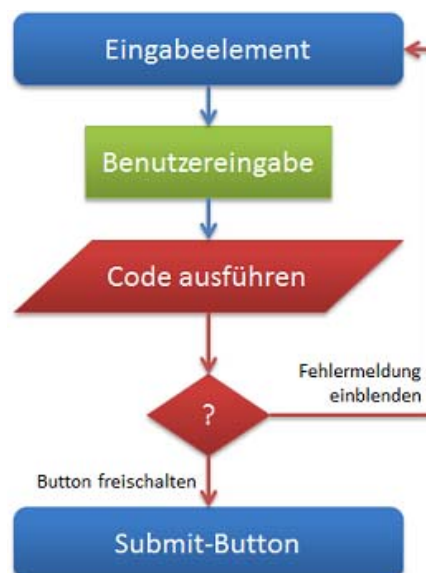 Eingabeelement
Benutzereingabe
Code ausführen
?
Fehlermeldung
einblenden
Button freischalten
Submit-Button